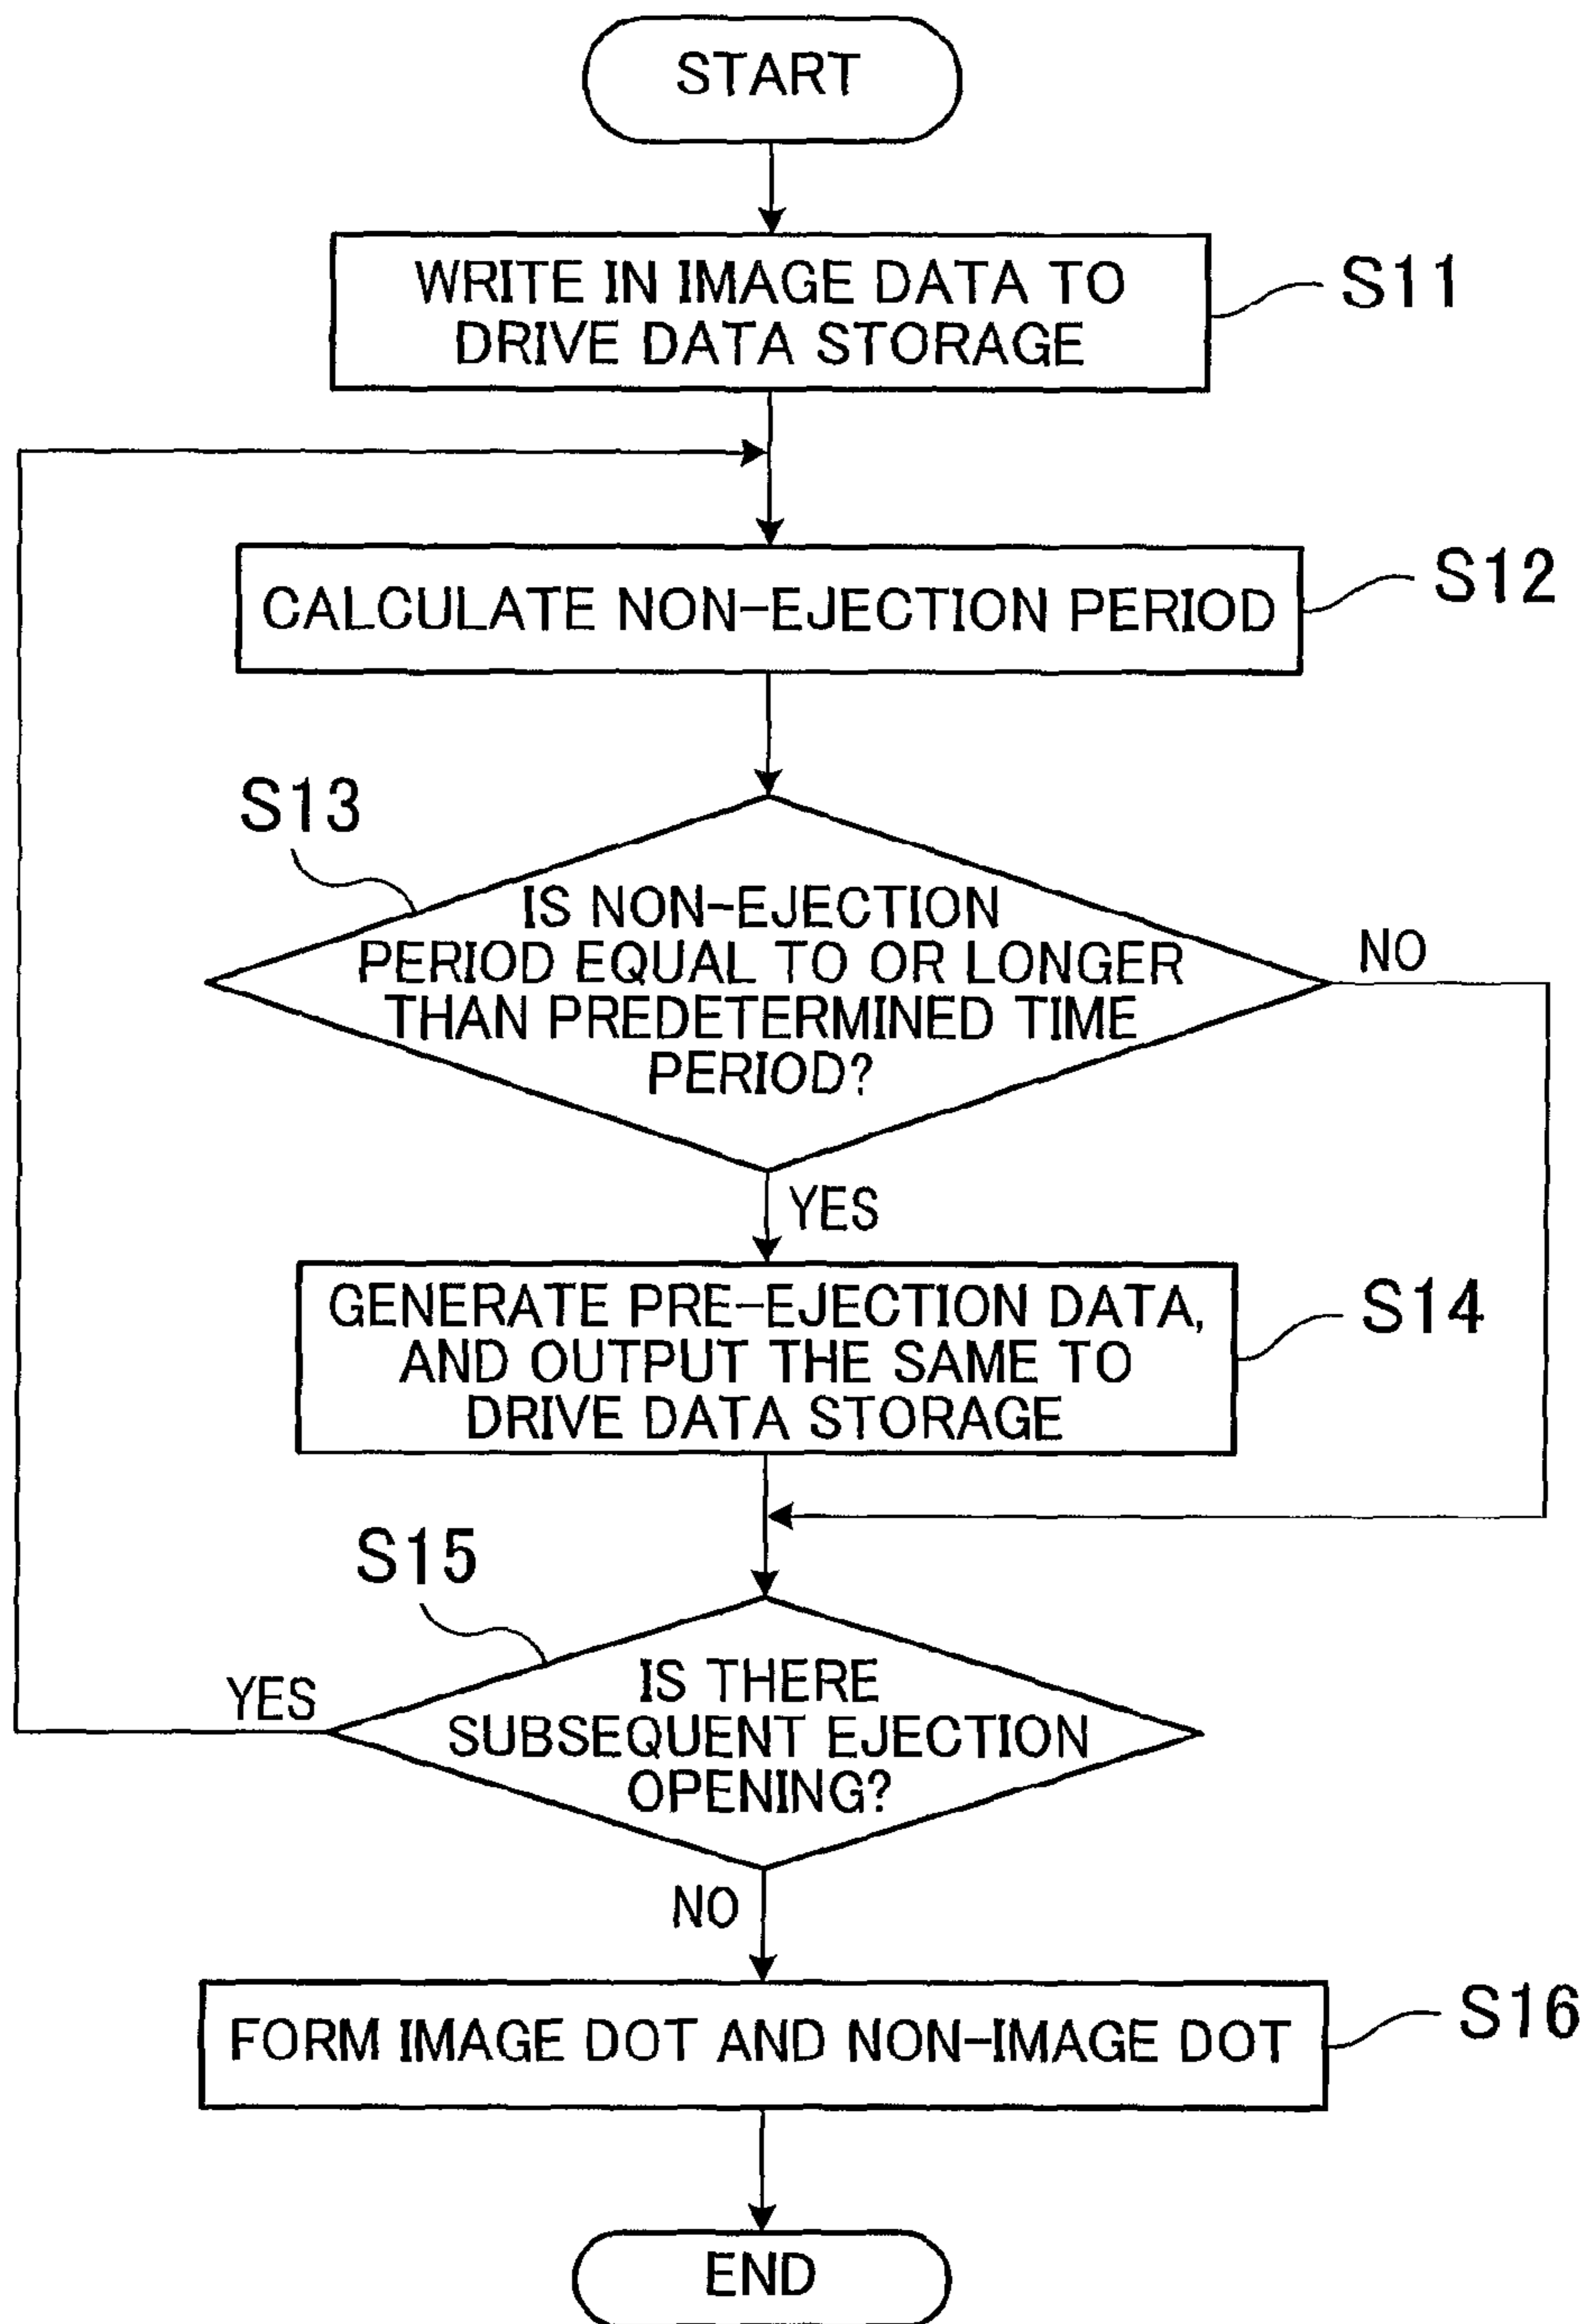 START
WRITE IN IMAGE DATA TO
DRIVE DATA STORAGE
S11
CALCULATE NON-EJECTION PERIOD
S12
S13
IS NON-EJECTION
PERIOD EQUAL TO OR LONGER
THAN PREDETERMINED TIME
PERIOD?
NO
YES
GENERATE PRE-EJECTION DATA,
AND OUTPUT THE SAME TO
DRIVE DATA STORAGE
S14
S15
IS THERE
SUBSEQUENT EJECTION
OPENING?
YES
NO
FORM IMAGE DOT AND NON-IMAGE DOT
S16
END